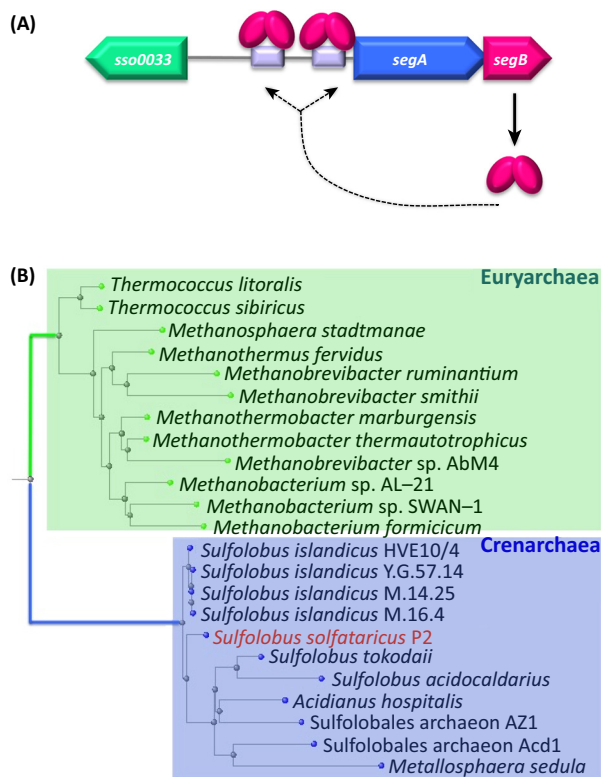 (A)
sso0033
segA
segB
(B)
Euryarchaea
Thermococcus litoralis
Thermococcus sibiricus
Methanosphaera stadtmanae
Methanothermus fervidus
Methanobrevibacter ruminantium
Methanobrevibacter smithii
Methanothermobacter marburgensis
Methanothermobacter thermautotrophicus
Methanobrevibacter sp. AbM4
Methanobacterium sp. AL–21
Methanobacterium sp. SWAN–1
Methanobacterium formicicum
Crenarchaea
Sulfolobus islandicus HVE10/4
Sulfolobus islandicus Y.G.57.14
Sulfolobus islandicus M.14.25
Sulfolobus islandicus M.16.4
Sulfolobus solfataricus P2
Sulfolobus tokodaii
Sulfolobus acidocaldarius
Acidianus hospitalis
Sulfolobales archaeon AZ1
Sulfolobales archaeon Acd1
Metallosphaera sedula